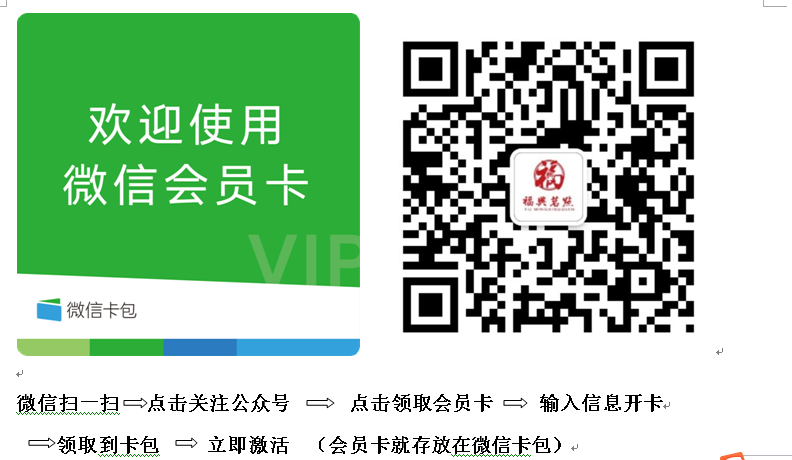 欢迎使用
微信会员卡
VIP
微信卡包
福興茗點
微信扫一扫⇨点击关注公众号 ⇨ 点击领取会员卡 ⇨ 输入信息开卡
⇨领取到卡包 ⇨ 立即激活 （会员卡就存放在微信卡包）